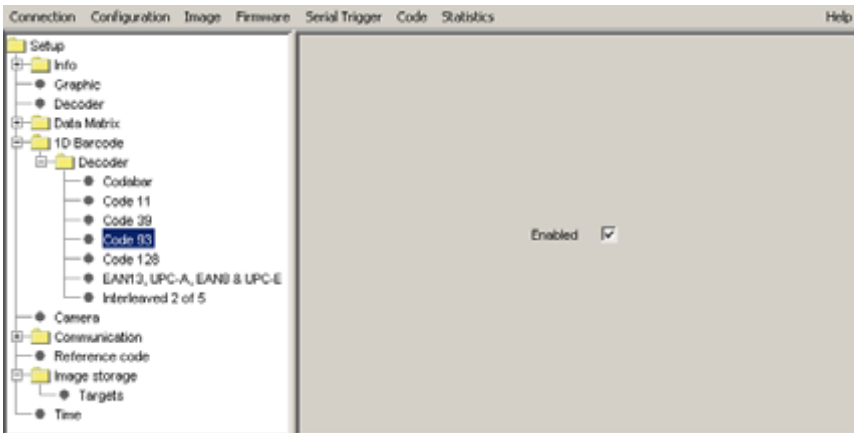 Connection Configuration Image Firmware Serial Trigger Code Statistics Help
Setup
Info
Graphic
Decoder
Data Matrix
1D Barcode
Decoder
Codabar
Code 11
Code 39
Code 93
Enabled
Code 128
EAN13, UPC-A, EAN8 & UPC-E
Interleaved 2 of 5
Camera
Communication
Reference code
Image storage
Targets
Time